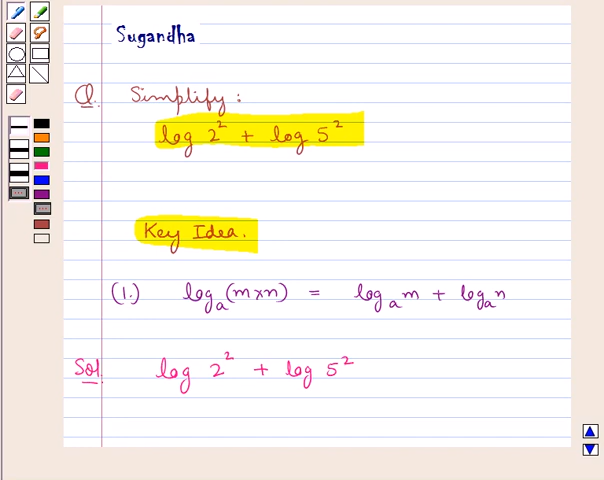 Sugandha
Q. Simplify :
log 2² + log 5²
Key Idea.
(1.) logₐ(m×n) = logₐm + logₐn
Sol. log 2² + log 5²